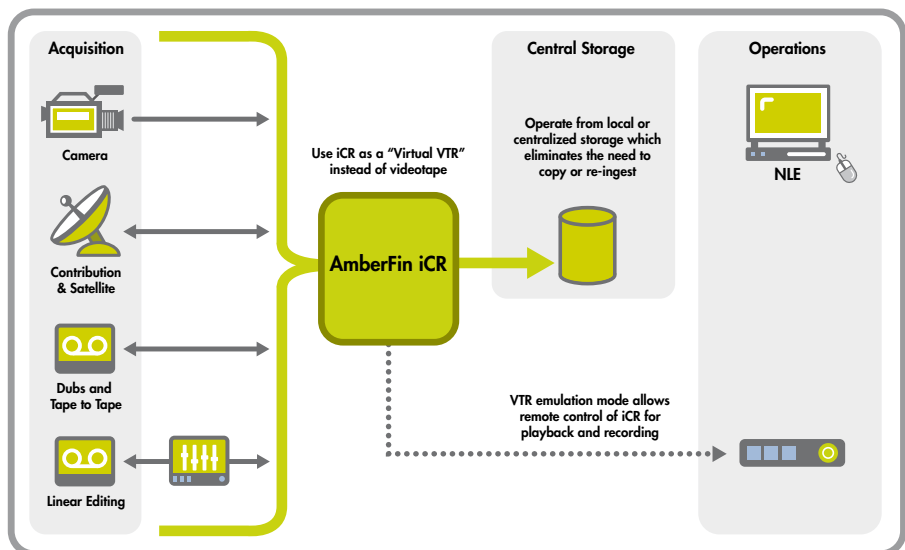 Acquisition
Camera
Contribution
& Satellite
Dubs and
Tape to Tape
Linear Editing
Use iCR as a “Virtual VTR”
instead of videotape
AmberFin iCR
Central Storage
Operate from local or
centralized storage which
eliminates the need to
copy or re-ingest
VTR emulation mode allows
remote control of iCR for
playback and recording
Operations
NLE